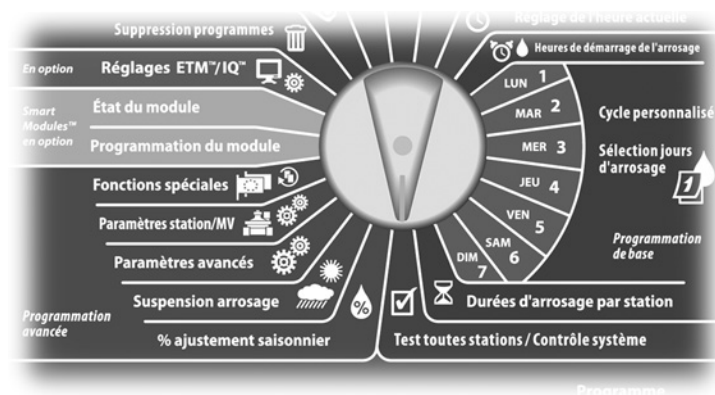 Suppression programmes
Réglage de l'heure actuelle
Heures de démarrage de l'arrosage
En option
Réglages ETM™/IQ™
Smart
Modules™
en option
État du module
Programmation du module
Fonctions spéciales
Paramètres station/MV
Paramètres avancés
Suspension arrosage
Programmation
avancée
% ajustement saisonnier
%
LUN 1
MAR 2
MER 3
JEU 4
VEN 5
SAM 6
DIM 7
Cycle personnalisé
Sélection jours
d'arrosage
1
Programmation
de base
Durées d'arrosage par station
Test toutes stations / Contrôle système
Programme